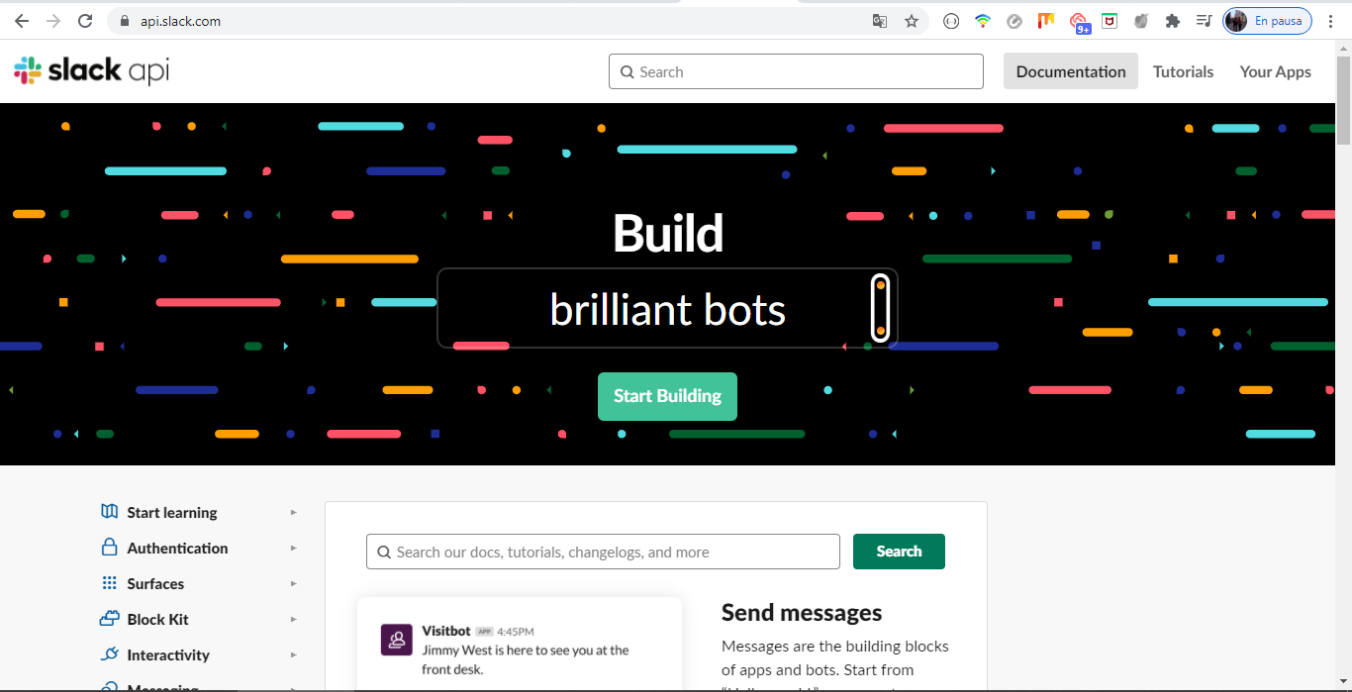 api.slack.com
9+
En pausa
slack api
Search
Documentation
Tutorials
Your Apps
Build
brilliant bots
Start Building
Start learning
Authentication
Surfaces
Block Kit
Interactivity
Messaging
Search our docs, tutorials, changelogs, and more
Search
Visitbot APP 4:45PM
Jimmy West is here to see you at the
front desk.
Send messages
Messages are the building blocks
of apps and bots. Start from